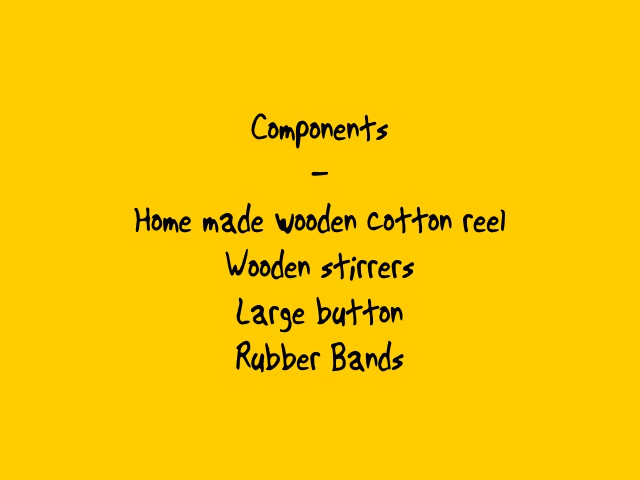 Components
-
Home made wooden cotton reel
Wooden stirrers
Large button
Rubber Bands